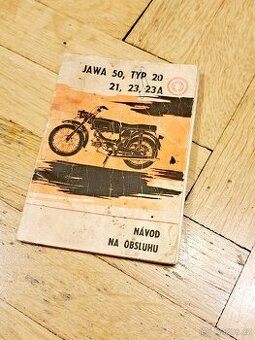 JAWA 50, TYP 20
21, 23, 23A
NÁVOD
NA OBSLUHU